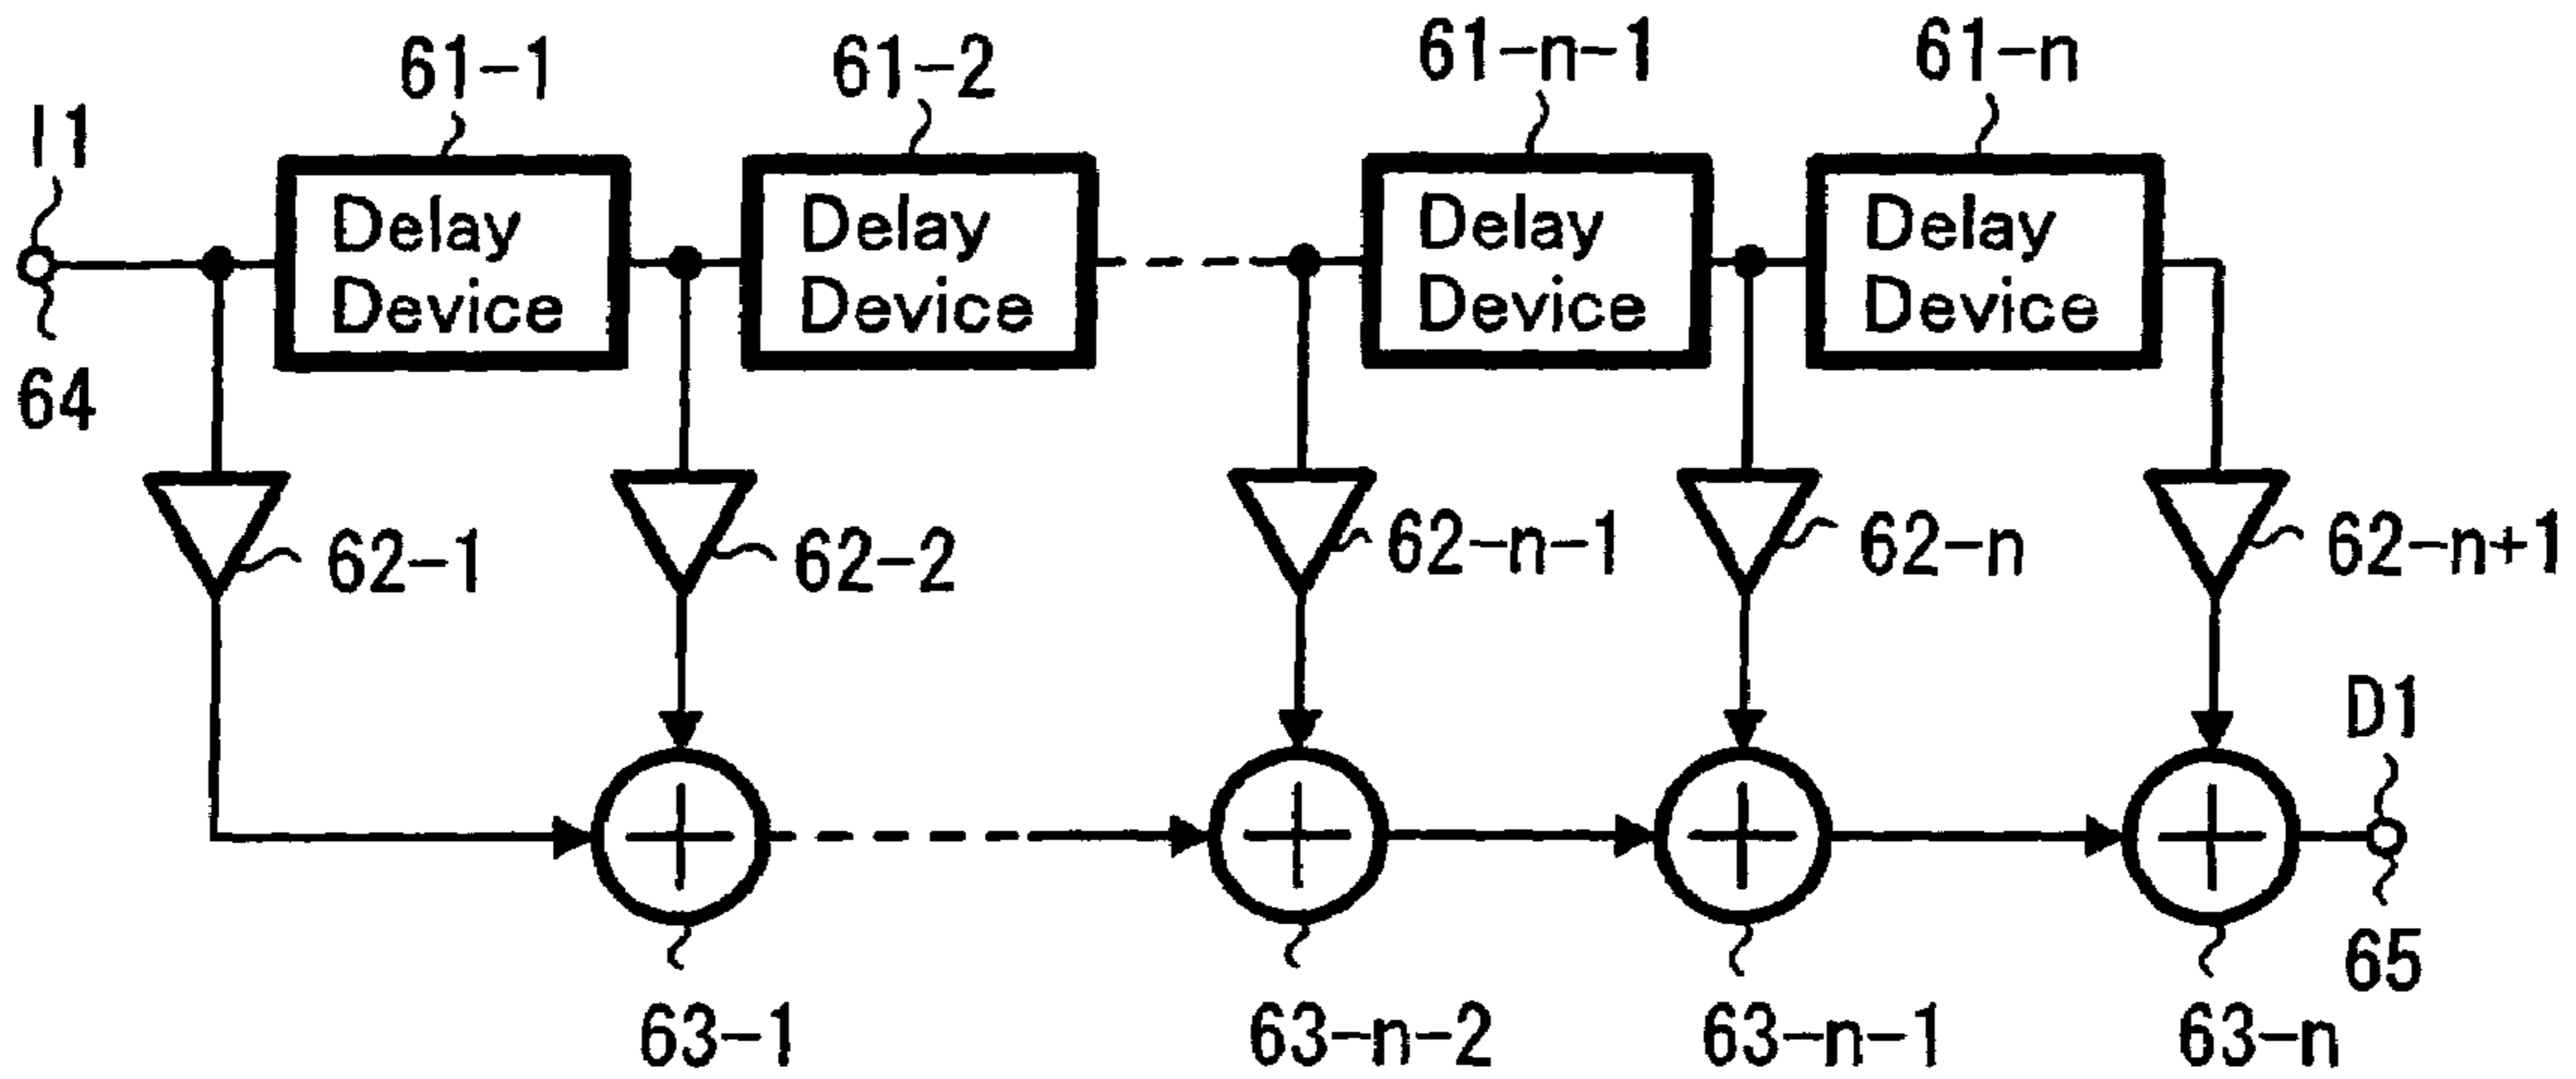 61-1
61-2
61-n-1
61-n
I1
Delay
Device
Delay
Device
Delay
Device
Delay
Device
64
62-1
62-2
62-n-1
62-n
62-n+1
D1
65
63-1
63-n-2
63-n-1
63-n